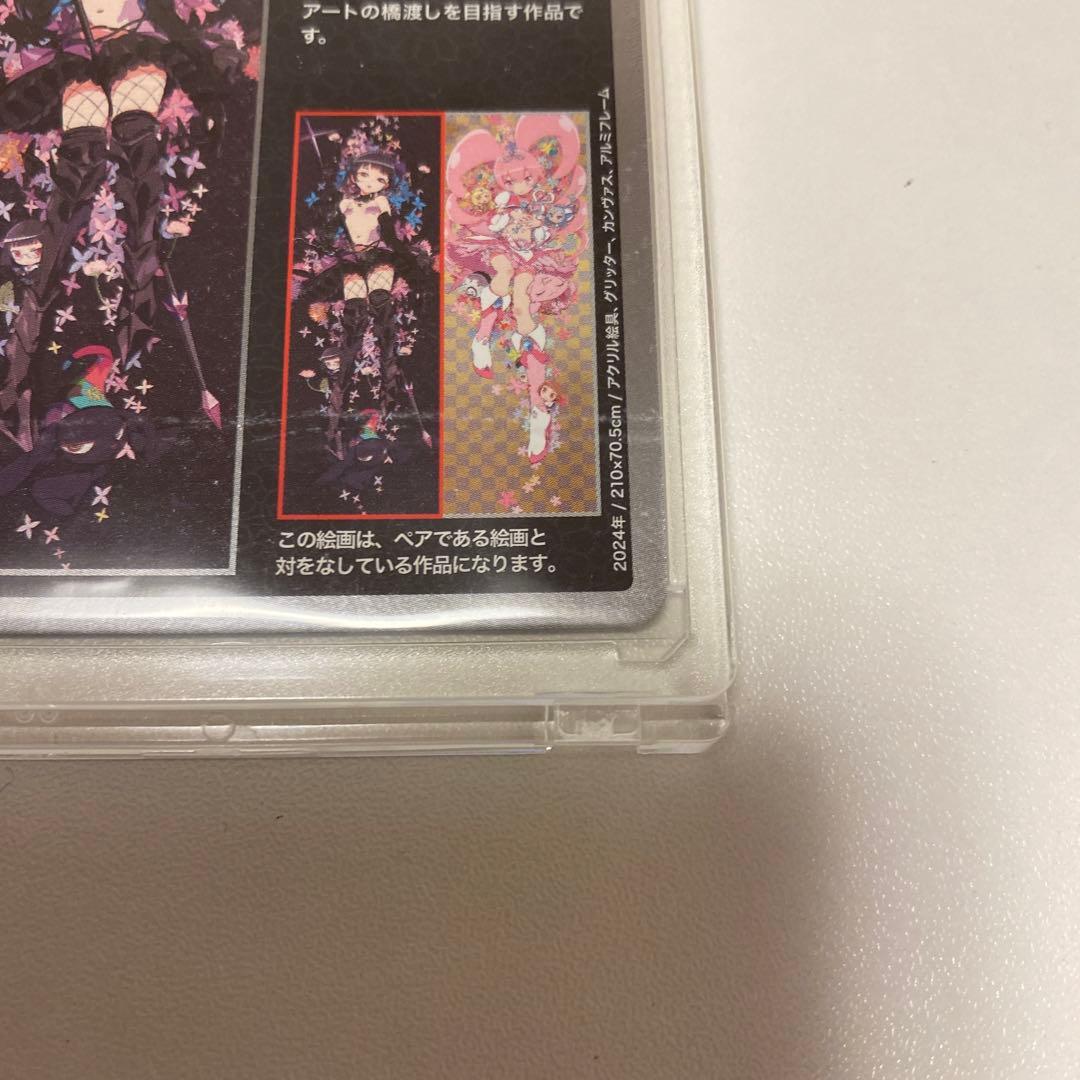 アートの橋渡しを目指す作品で
す。
2024年 / 210×70.5cm / アクリル絵具、グリッター、カンヴァス、アルミフレーム
この絵画は、ペアである絵画と
対をなしている作品になります。